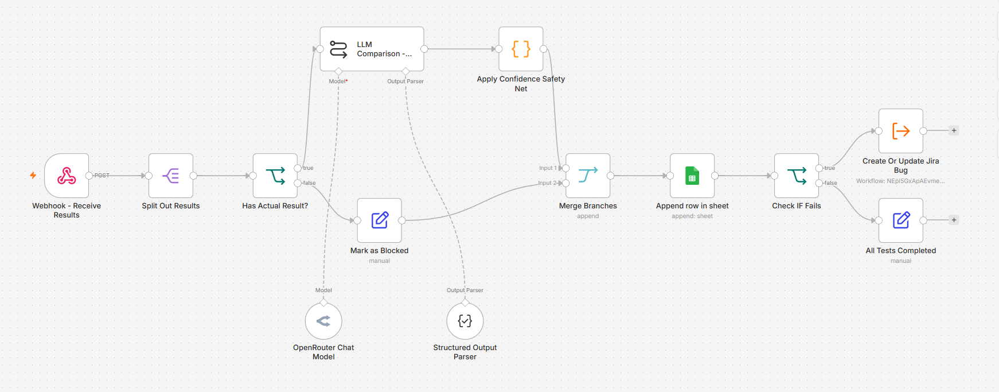 LLM
Comparison -...
Model*
Output Parser
Apply Confidence Safety
Net
POST
Webhook - Receive
Results
Split Out Results
true
false
Has Actual Result?
Mark as Blocked
manual
Input 1
Input 2
Merge Branches
append
Append row in sheet
append: sheet
true
false
Check IF Fails
Create Or Update Jira
Bug
Workflow: NEpI5GxApAEvme...
+
+
All Tests Completed
manual
Model
OpenRouter Chat
Model
Output Parser
Structured Output
Parser